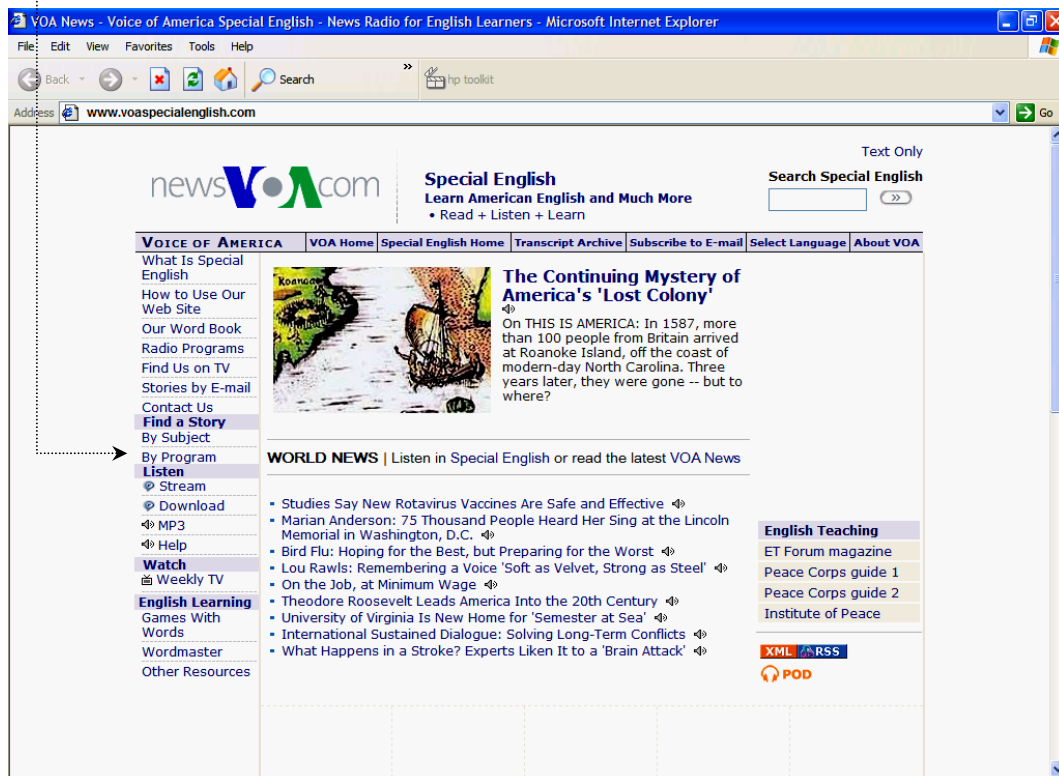 VOA News - Voice of America Special English - News Radio for English Learners - Microsoft Internet Explorer
File Edit View Favorites Tools Help
Back Search » hp toolkit
Address www.voaspecialenglish.com Go
Text Only
newsVOAcom
Special English
Learn American English and Much More
• Read + Listen + Learn
Search Special English
VOICE OF AMERICA VOA Home Special English Home Transcript Archive Subscribe to E-mail Select Language About VOA
What Is Special
English
How to Use Our
Web Site
Our Word Book
Radio Programs
Find Us on TV
Stories by E-mail
Contact Us
Find a Story
By Subject
By Program
Listen
Stream
Download
MP3
Help
Watch
Weekly TV
English Learning
Games With
Words
Wordmaster
Other Resources
The Continuing Mystery of
America's 'Lost Colony'
On THIS IS AMERICA: In 1587, more
than 100 people from Britain arrived
at Roanoke Island, off the coast of
modern-day North Carolina. Three
years later, they were gone -- but to
where?
WORLD NEWS | Listen in Special English or read the latest VOA News
Studies Say New Rotavirus Vaccines Are Safe and Effective
Marian Anderson: 75 Thousand People Heard Her Sing at the Lincoln
Memorial in Washington, D.C.
Bird Flu: Hoping for the Best, but Preparing for the Worst
Lou Rawls: Remembering a Voice 'Soft as Velvet, Strong as Steel'
On the Job, at Minimum Wage
Theodore Roosevelt Leads America Into the 20th Century
University of Virginia Is New Home for 'Semester at Sea'
International Sustained Dialogue: Solving Long-Term Conflicts
What Happens in a Stroke? Experts Liken It to a 'Brain Attack'
English Teaching
ET Forum magazine
Peace Corps guide 1
Peace Corps guide 2
Institute of Peace
XML RSS
POD